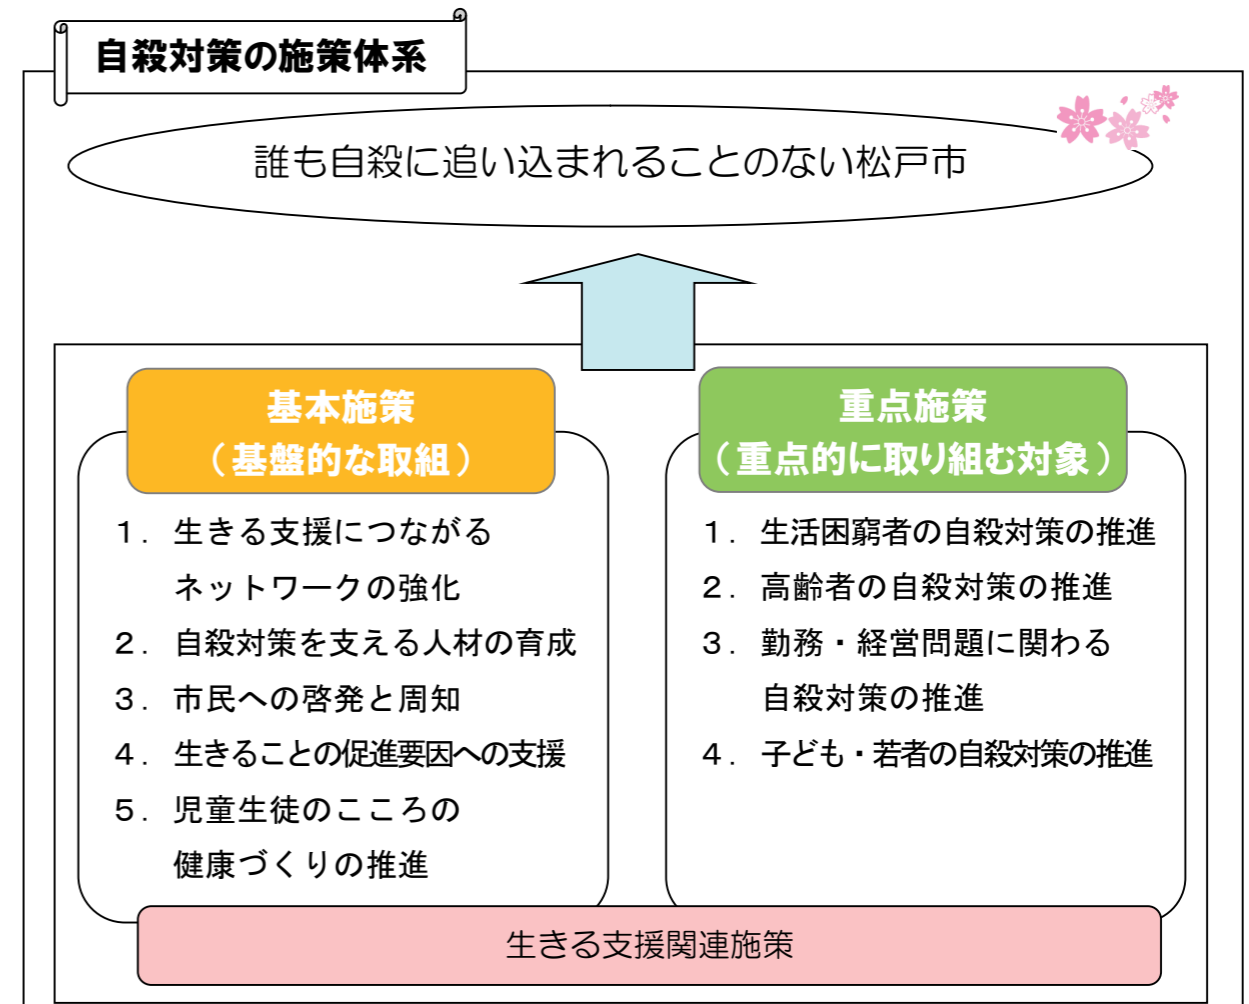 自殺対策の施策体系
誰も自殺に追い込まれることのない松戸市
基本施策
（基盤的な取組）
１．生きる支援につながる
ネットワークの強化
２．自殺対策を支える人材の育成
３．市民への啓発と周知
４．生きることの促進要因への支援
５．児童生徒のこころの
健康づくりの推進
重点施策
（重点的に取り組む対象）
１．生活困窮者の自殺対策の推進
２．高齢者の自殺対策の推進
３．勤務・経営問題に関わる
自殺対策の推進
４．子ども・若者の自殺対策の推進
生きる支援関連施策